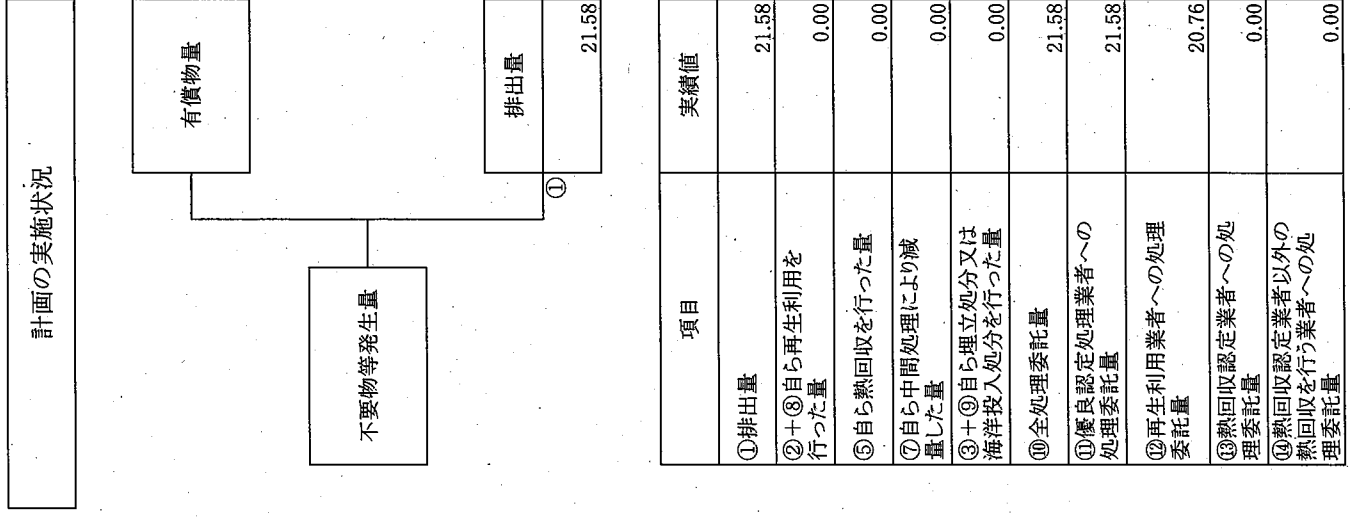 計画の実施状況
有償物量
不要物等発生量
排出量
①
21.58
項目 実績値
①排出量 21.58
②+⑧自ら再生利用を
行った量 0.00
⑤自ら熱回収を行った量 0.00
⑦自ら中間処理により減
量した量 0.00
③+⑨自ら埋立処分又は
海洋投入処分を行った量 0.00
⑩全処理委託量 21.58
⑪優良認定処理業者への
処理委託量 21.58
⑫再生利用業者への処理
委託量 20.76
⑬熱回収認定業者への処
理委託量 0.00
⑭熱回収認定業者以外の
熱回収を行う業者への処
理委託量 0.00